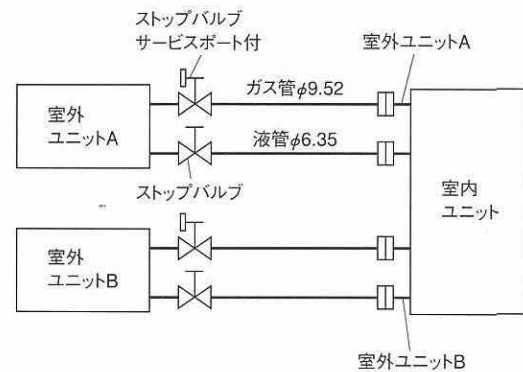 ストップバルブ
サービスポート付
室外ユニットA
ガス管φ9.52
室外
ユニットA
液管φ6.35
ストップバルブ
室内
ユニット
室外
ユニットB
室外ユニットB